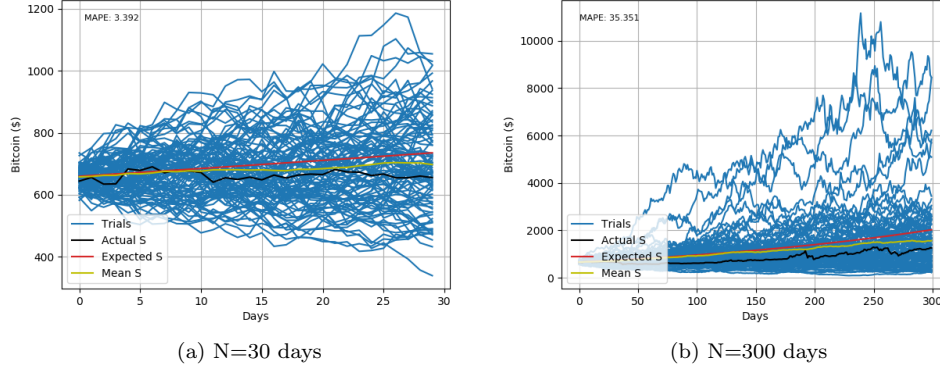 MAPE: 3.392
1200
1000
800
600
400
Bitcoin ($)
Trials
Actual S
Expected S
Mean S
0 5 10 15 20 25 30
Days
(a) N=30 days
MAPE: 35.351
10000
8000
6000
4000
2000
0
Bitcoin ($)
Trials
Actual S
Expected S
Mean S
0 50 100 150 200 250 300
Days
(b) N=300 days